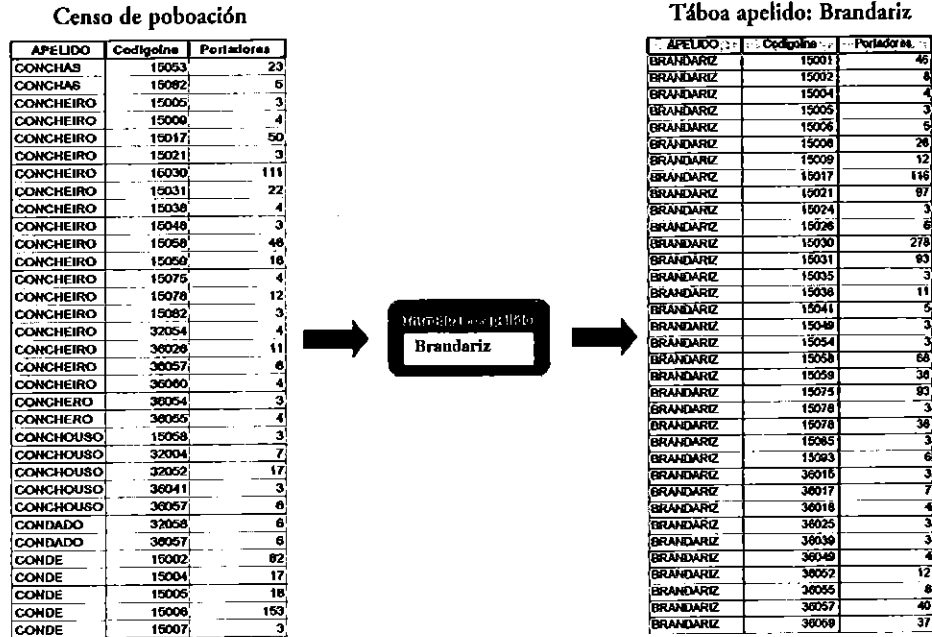 Censo de poboación
APELIDO Codigoine Portadores
CONCHAS 15053 23
CONCHAS 15082 5
CONCHEIRO 15005 3
CONCHEIRO 15009 4
CONCHEIRO 15017 50
CONCHEIRO 15021 3
CONCHEIRO 15030 111
CONCHEIRO 15031 22
CONCHEIRO 15038 4
CONCHEIRO 15048 3
CONCHEIRO 15058 46
CONCHEIRO 15059 16
CONCHEIRO 15075 4
CONCHEIRO 15078 12
CONCHEIRO 15082 3
CONCHEIRO 32054 4
CONCHEIRO 36026 11
CONCHEIRO 36057 6
CONCHEIRO 36060 4
CONCHERO 36054 3
CONCHERO 36055 4
CONCHOUSO 15058 3
CONCHOUSO 32004 7
CONCHOUSO 32052 17
CONCHOUSO 36041 3
CONCHOUSO 36057 6
CONDADO 32058 6
CONDADO 36057 6
CONDE 15002 82
CONDE 15004 17
CONDE 15005 18
CONDE 15006 153
CONDE 15007 3
Brandariz
Táboa apelido: Brandariz
APELIDO Codigoine Portadores
BRANDARIZ 15001 46
BRANDARIZ 15002 8
BRANDARIZ 15004 4
BRANDARIZ 15005 3
BRANDARIZ 15006 5
BRANDARIZ 15008 26
BRANDARIZ 15009 12
BRANDARIZ 15017 116
BRANDARIZ 15021 97
BRANDARIZ 15024 3
BRANDARIZ 15026 6
BRANDARIZ 15030 278
BRANDARIZ 15031 93
BRANDARIZ 15035 3
BRANDARIZ 15038 11
BRANDARIZ 15041 5
BRANDARIZ 15049 3
BRANDARIZ 15054 3
BRANDARIZ 15058 68
BRANDARIZ 15059 36
BRANDARIZ 15075 93
BRANDARIZ 3
BRANDARIZ 15078 38
BRANDARIZ 15085 3
BRANDARIZ 15093 6
BRANDARIZ 36015 3
BRANDARIZ 36017 7
BRANDARIZ 36018 4
BRANDARIZ 36025 3
BRANDARIZ 36039 3
BRANDARIZ 36049 4
BRANDARIZ 36052 12
BRANDARIZ 36055 8
BRANDARIZ 36057 40
BRANDARIZ 36059 37